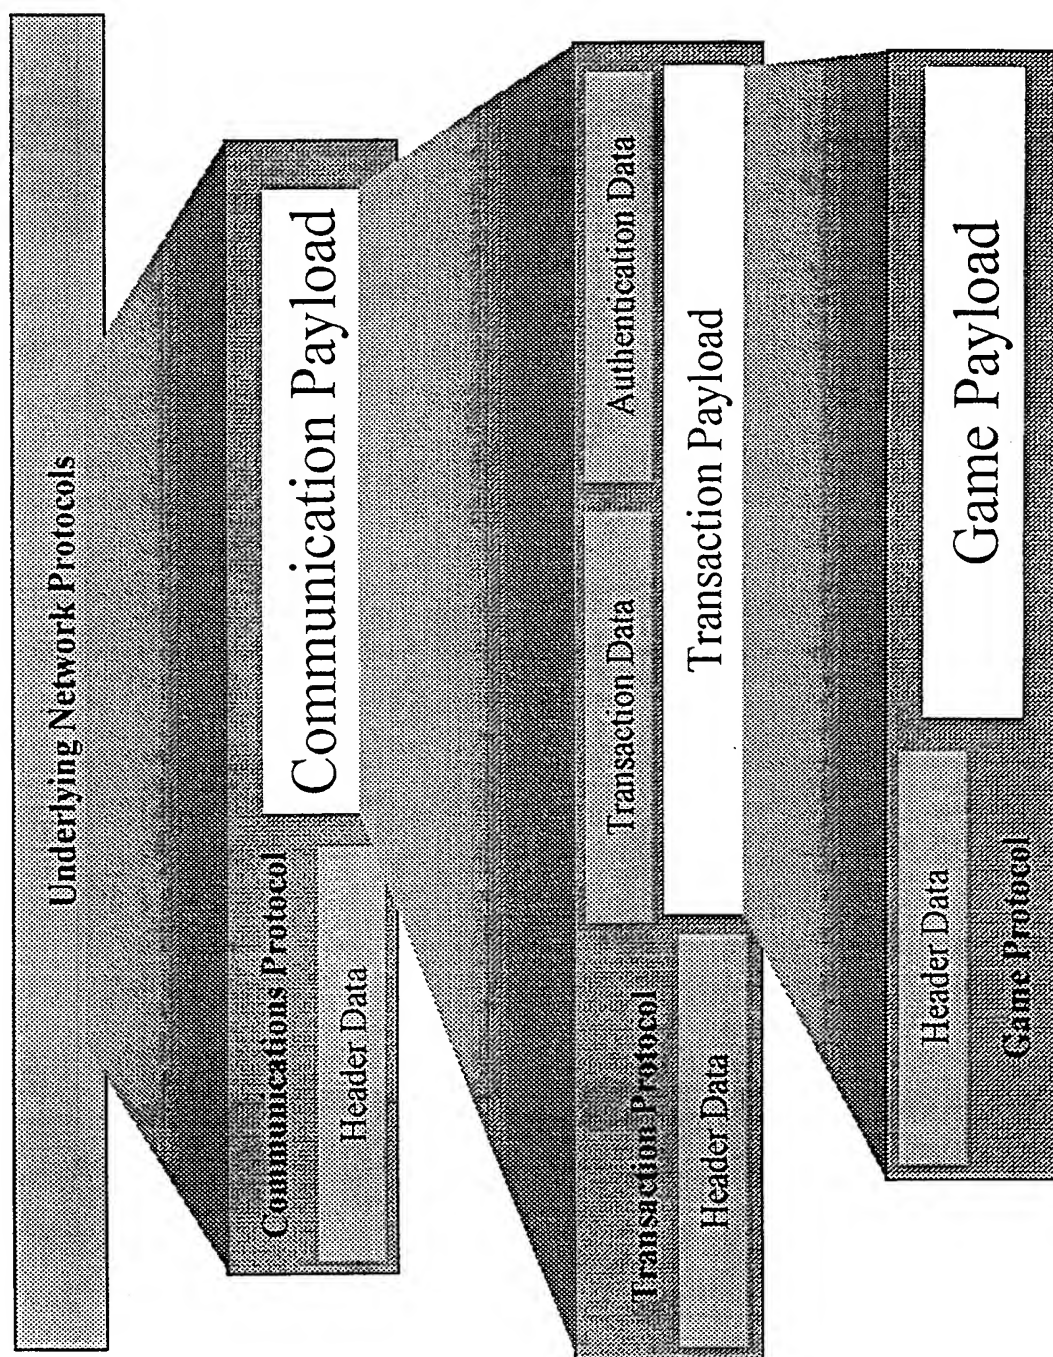 Underlying Network Protocols
Communications Protocol
Header Data
Communication Payload
Transaction Protocol
Header Data
Transaction Data
Authentication Data
Transaction Payload
Header Data
Game Protocol
Game Payload